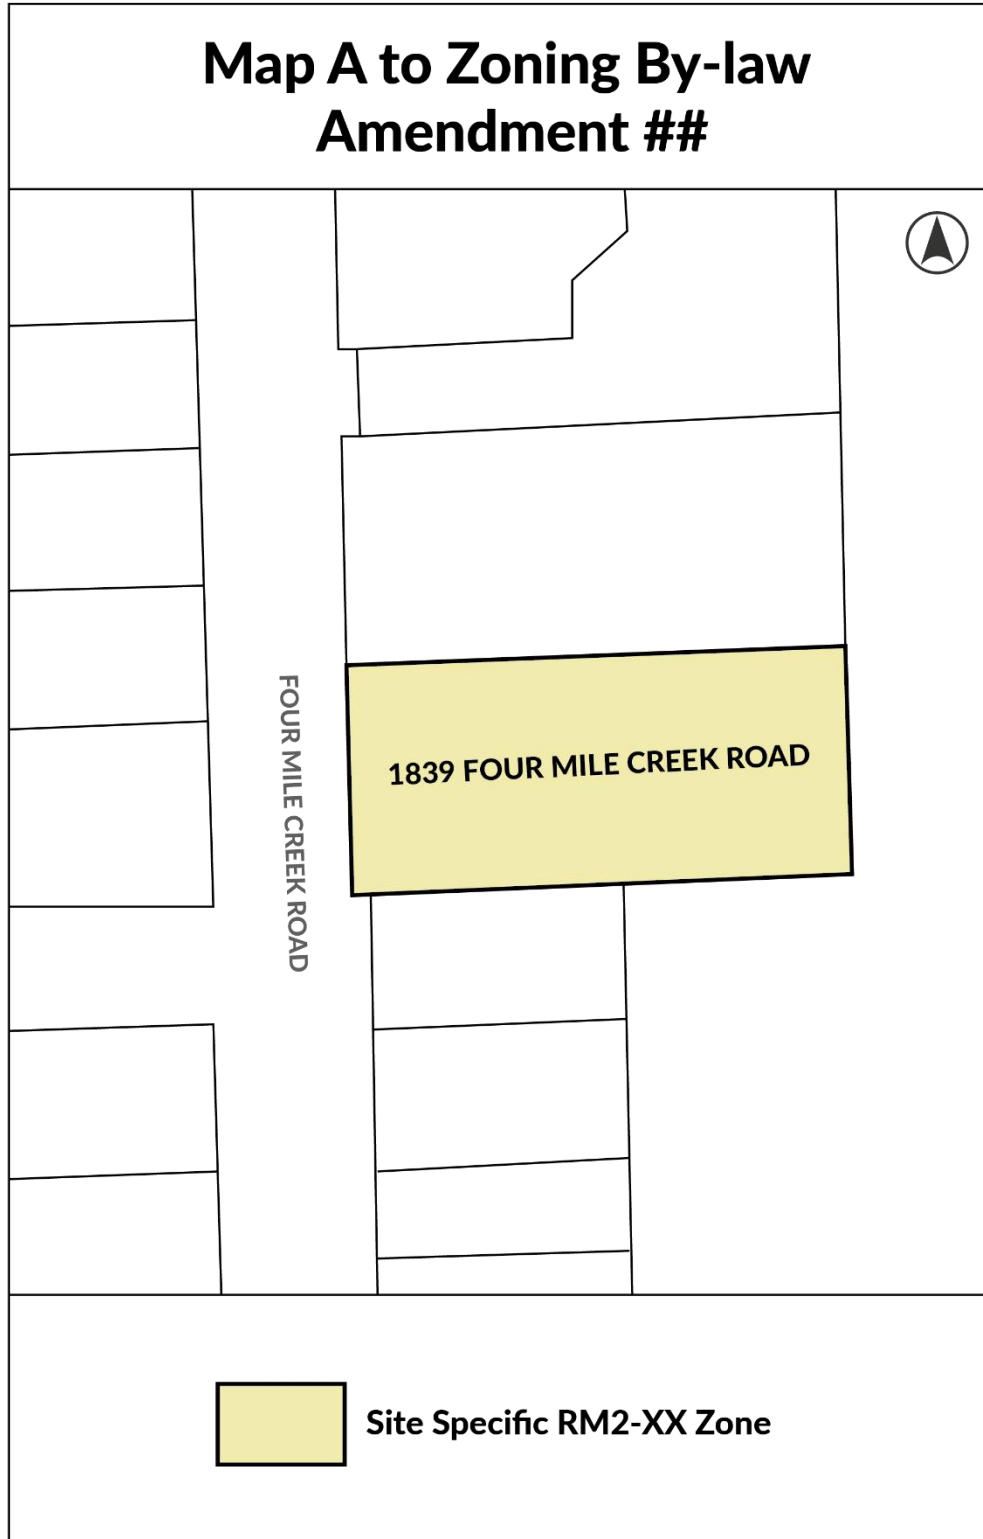 Map A to Zoning By-law
Amendment ##
FOUR MILE CREEK ROAD
1839 FOUR MILE CREEK ROAD
Site Specific RM2-XX Zone